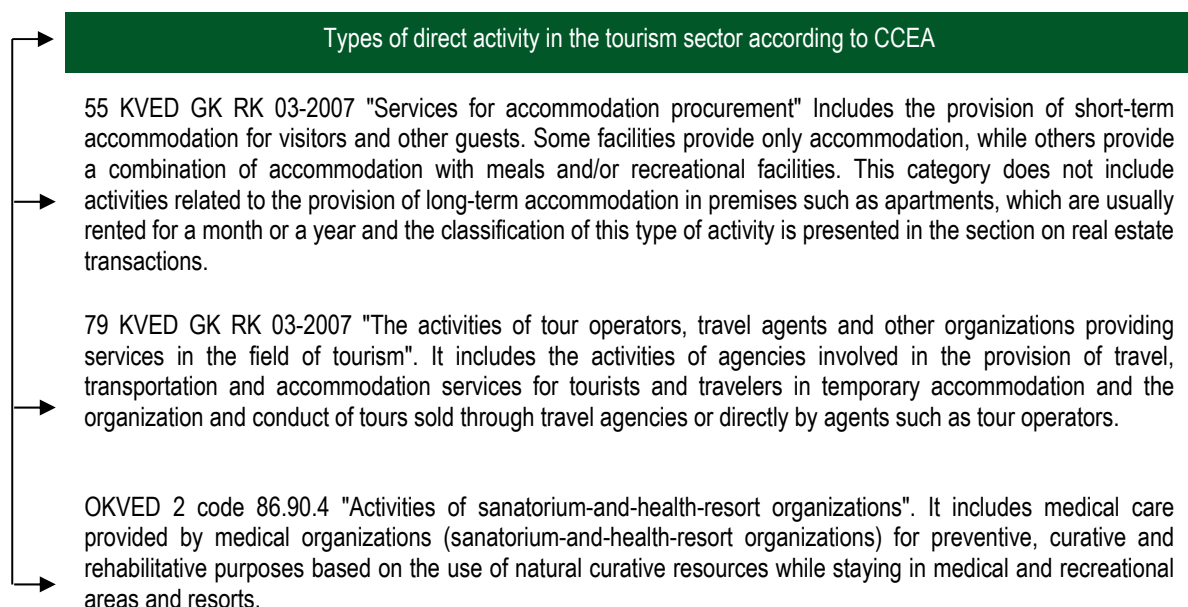 Types of direct activity in the tourism sector according to CCEA
55 KVED GK RK 03-2007 "Services for accommodation procurement" Includes the provision of short-term
accommodation for visitors and other guests. Some facilities provide only accommodation, while others provide
a combination of accommodation with meals and/or recreational facilities. This category does not include
activities related to the provision of long-term accommodation in premises such as apartments, which are usually
rented for a month or a year and the classification of this type of activity is presented in the section on real estate
transactions.
79 KVED GK RK 03-2007 "The activities of tour operators, travel agents and other organizations providing
services in the field of tourism". It includes the activities of agencies involved in the provision of travel,
transportation and accommodation services for tourists and travelers in temporary accommodation and the
organization and conduct of tours sold through travel agencies or directly by agents such as tour operators.
OKVED 2 code 86.90.4 "Activities of sanatorium-and-health-resort organizations". It includes medical care
provided by medical organizations (sanatorium-and-health-resort organizations) for preventive, curative and
rehabilitative purposes based on the use of natural curative resources while staying in medical and recreational
areas and resorts.